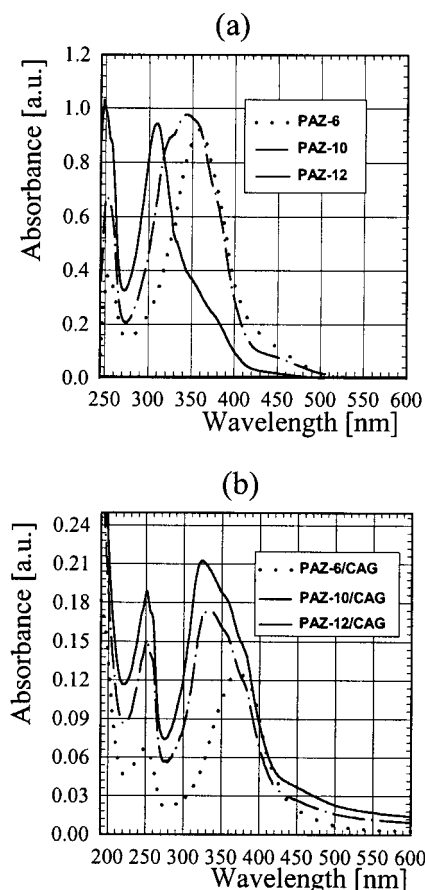 (a)
Absorbance [a.u.]
1.2
1.0
0.8
0.6
0.4
0.2
0.0
PAZ-6
PAZ-10
PAZ-12
250 300 350 400 450 500 550 600
Wavelength [nm]
(b)
Absorbance [a.u.]
0.24
0.21
0.18
0.15
0.12
0.09
0.06
0.03
0.00
PAZ-6/CAG
PAZ-10/CAG
PAZ-12/CAG
200 250 300 350 400 450 500 550 600
Wavelength [nm]